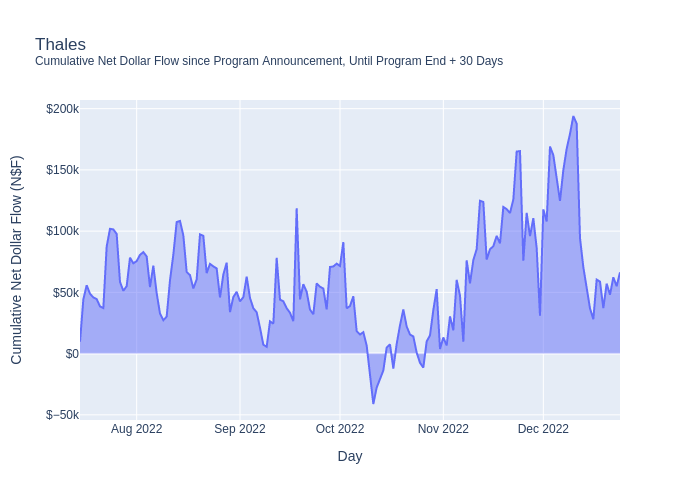 Thales
Cumulative Net Dollar Flow since Program Announcement, Until Program End + 30 Days
Cumulative Net Dollar Flow (N$F)
$200k
$150k
$100k
$50k
$0
$−50k
Aug 2022
Sep 2022
Oct 2022
Nov 2022
Dec 2022
Day